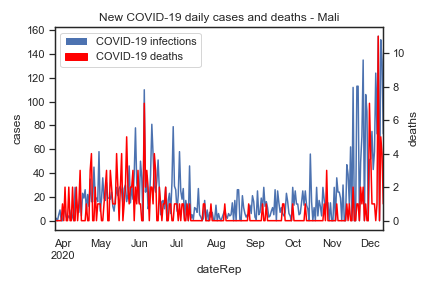 New COVID-19 daily cases and deaths - Mali
COVID-19 infections
COVID-19 deaths
160
140
120
100
80
60
40
20
0
cases
10
8
6
4
2
0
deaths
Apr May Jun Jul Aug Sep Oct Nov Dec
2020
dateRep